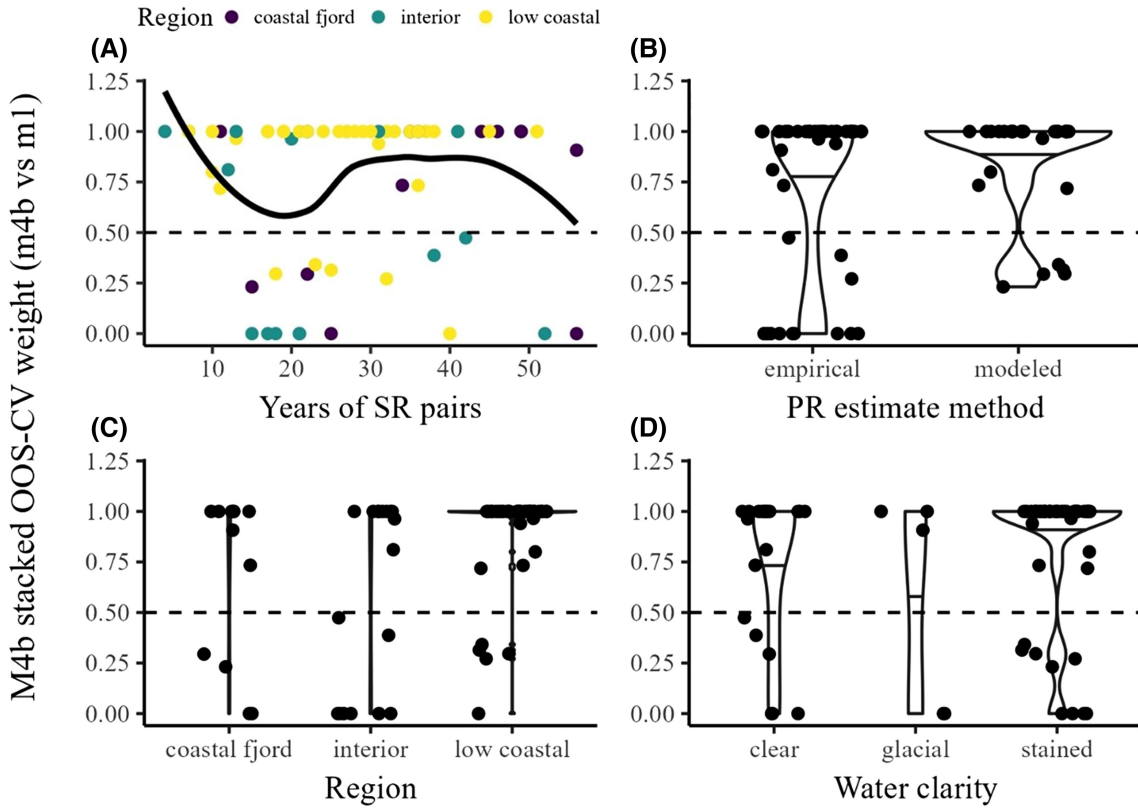 Region coastal fjord interior low coastal
M4b stacked OOS-CV weight (m4b vs m1)
(A)
1.25
1.00
0.75
0.50
0.25
0.00
10 20 30 40 50
Years of SR pairs
(B)
1.25
1.00
0.75
0.50
0.25
0.00
empirical modeled
PR estimate method
(C)
1.25
1.00
0.75
0.50
0.25
0.00
coastal fjord interior low coastal
Region
(D)
1.25
1.00
0.75
0.50
0.25
0.00
clear glacial stained
Water clarity